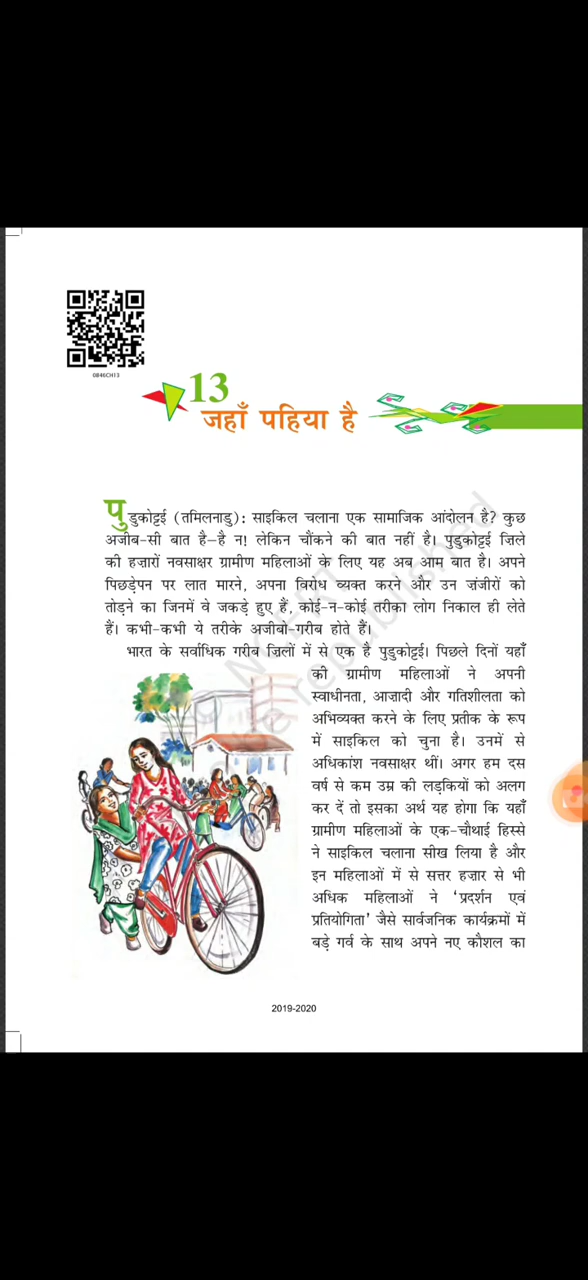 0846CH13
13
जहाँ पहिया है
पुडुकोट्टई (तमिलनाडु): साइकिल चलाना एक सामाजिक आंदोलन है? कुछ
अजीब-सी बात है-है न! लेकिन चौंकने की बात नहीं है। पुडुकोट्टई ज़िले
की हज़ारों नवसाक्षर ग्रामीण महिलाओं के लिए यह अब आम बात है। अपने
पिछड़ेपन पर लात मारने, अपना विरोध व्यक्त करने और उन ज़ंजीरों को
तोड़ने का जिनमें वे जकड़े हुए हैं, कोई-न-कोई तरीका लोग निकाल ही लेते
हैं। कभी-कभी ये तरीके अजीबो-गरीब होते हैं।
भारत के सर्वाधिक गरीब ज़िलों में से एक है पुडुकोट्टई। पिछले दिनों यहाँ
की ग्रामीण महिलाओं ने अपनी
स्वाधीनता, आज़ादी और गतिशीलता को
अभिव्यक्त करने के लिए प्रतीक के रूप
में साइकिल को चुना है। उनमें से
अधिकांश नवसाक्षर थीं। अगर हम दस
वर्ष से कम उम्र की लड़कियों को अलग
कर दें तो इसका अर्थ यह होगा कि यहाँ
ग्रामीण महिलाओं के एक-चौथाई हिस्से
ने साइकिल चलाना सीख लिया है और
इन महिलाओं में से सत्तर हज़ार से भी
अधिक महिलाओं ने 'प्रदर्शन एवं
प्रतियोगिता' जैसे सार्वजनिक कार्यक्रमों में
बड़े गर्व के साथ अपने नए कौशल का
2019-2020